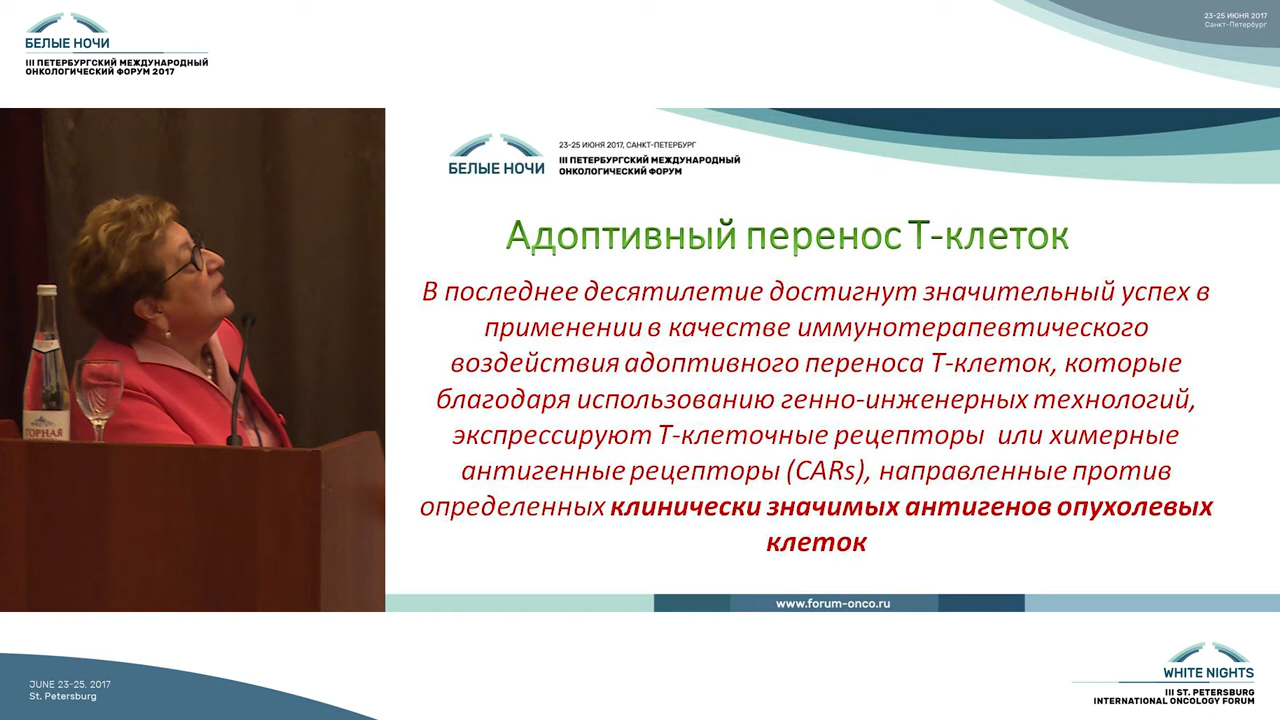 БЕЛЫЕ НОЧИ
III ПЕТЕРБУРГСКИЙ МЕЖДУНАРОДНЫЙ
ОНКОЛОГИЧЕСКИЙ ФОРУМ 2017
23-25 ИЮНЯ 2017
Санкт-Петербург
БЕЛЫЕ НОЧИ
23-25 ИЮНЯ 2017, САНКТ-ПЕТЕРБУРГ
III ПЕТЕРБУРГСКИЙ МЕЖДУНАРОДНЫЙ
ОНКОЛОГИЧЕСКИЙ ФОРУМ
Адоптивный перенос Т-клеток
В последнее десятилетие достигнут значительный успех в
применении в качестве иммунотерапевтического
воздействия адоптивного переноса Т-клеток, которые
благодаря использованию генно-инженерных технологий,
экспрессируют Т-клеточные рецепторы или химерные
антигенные рецепторы (CARs), направленные против
определенных клинически значимых антигенов опухолевых
клеток
ГОРНАЯ
www.forum-onco.ru
JUNE 23-25, 2017
St. Petersburg
WHITE NIGHTS
III ST. PETERSBURG
INTERNATIONAL ONCOLOGY FORUM